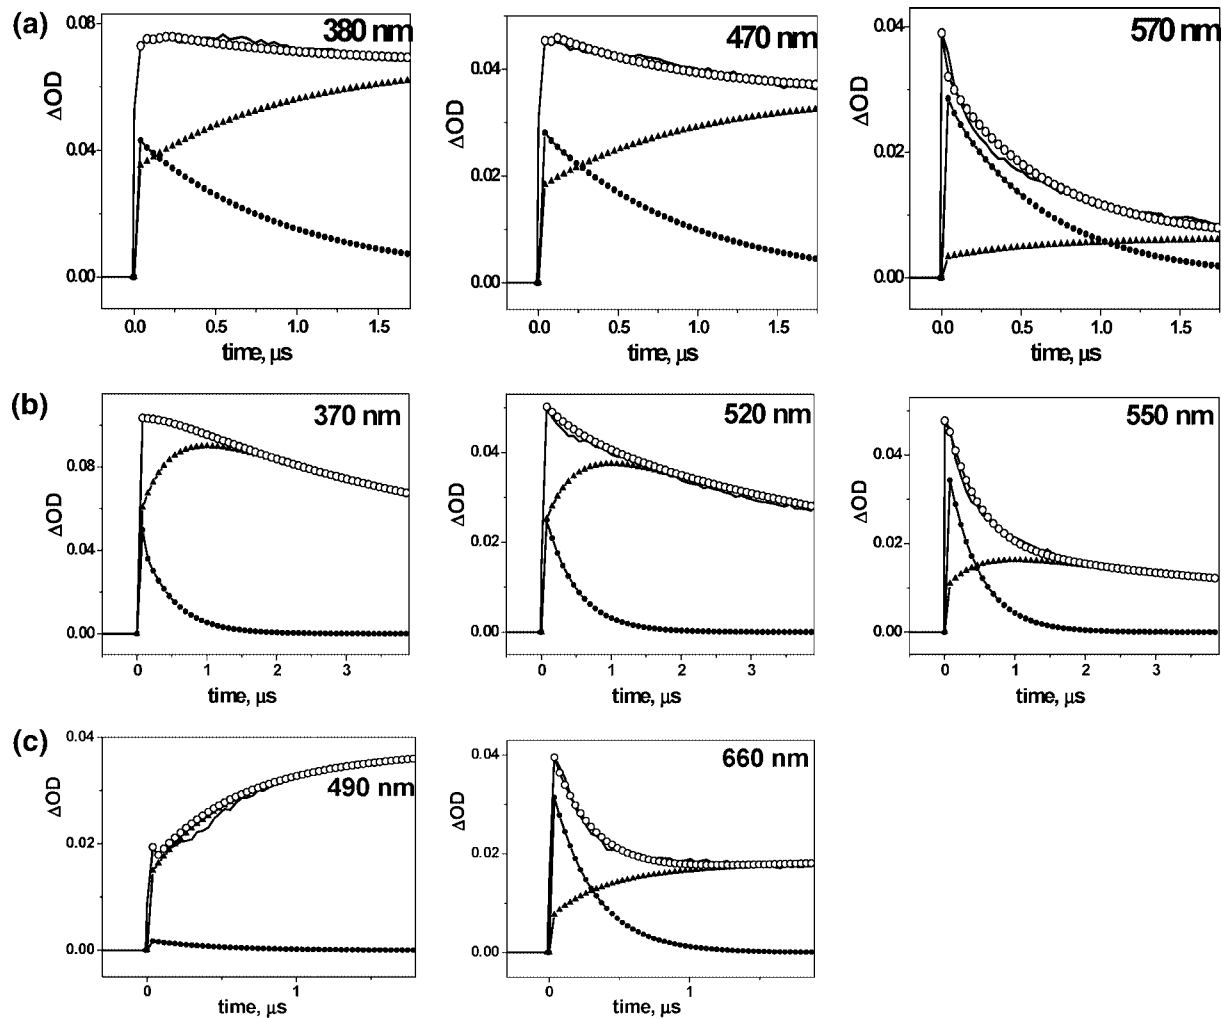 (a)
380 nm
0.08
0.04
0.00
ΔOD
0.0 0.5 1.0 1.5
time, μs
470 nm
0.04
0.02
0.00
ΔOD
0.0 0.5 1.0 1.5
time, μs
570 nm
0.04
0.02
0.00
ΔOD
0.0 0.5 1.0 1.5
time, μs
(b)
370 nm
0.08
0.04
0.00
ΔOD
0 1 2 3
time, μs
520 nm
0.04
0.02
0.00
ΔOD
0 1 2 3
time, μs
550 nm
0.04
0.02
0.00
ΔOD
0 1 2 3
time, μs
(c)
490 nm
0.04
0.02
0.00
ΔOD
0 1
time, μs
660 nm
0.04
0.02
0.00
ΔOD
0 1
time, μs